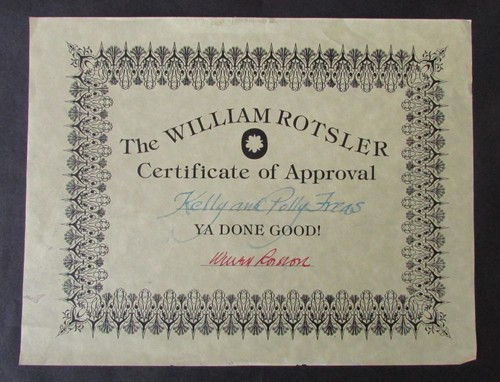 The WILLIAM ROTSLER
Certificate of Approval
Kelly and Polly Freas
YA DONE GOOD!